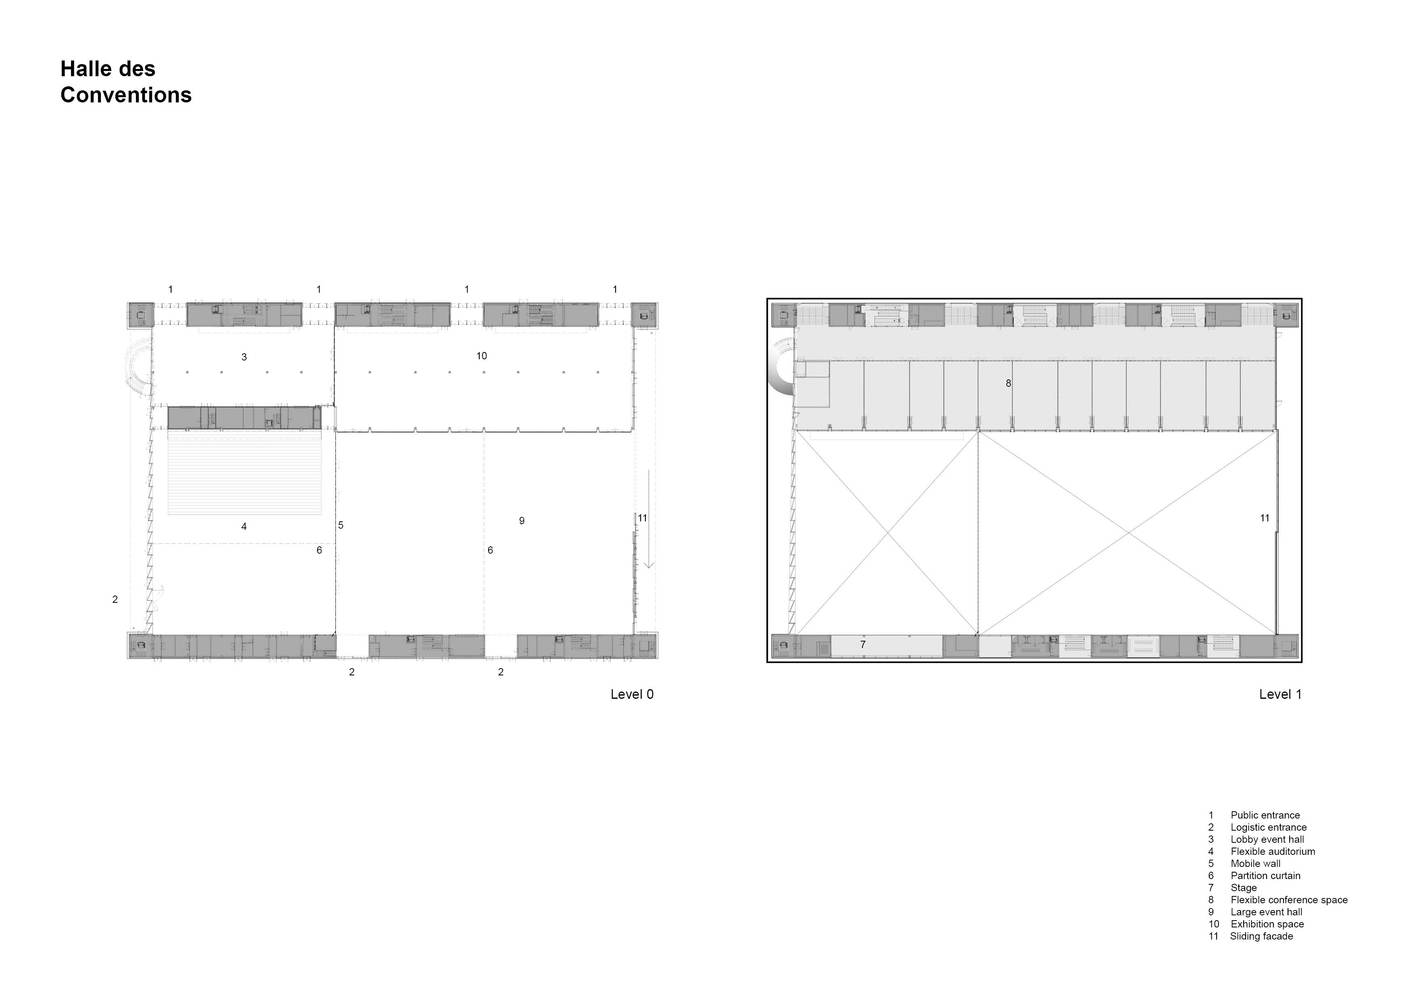 Halle des
Conventions
1 1 1 1
3
10
8
4
5
9
11
11
6
6
2
7
2 2
Level 0
Level 1
1 Public entrance
2 Logistic entrance
3 Lobby event hall
4 Flexible auditorium
5 Mobile wall
6 Partition curtain
7 Stage
8 Flexible conference space
9 Large event hall
10 Exhibition space
11 Sliding facade